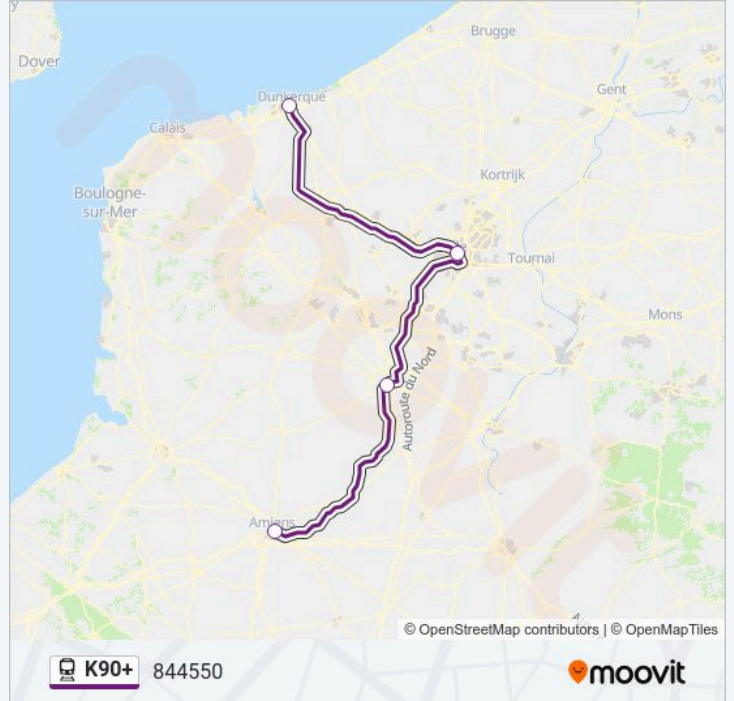 y
Brugge
Dover
Gent
Dunkerque
Calais
Kortrijk
Boulogne-
sur-Mer
Tournai
Mons
Autoroute du Nord
Amiens
moovit
© OpenStreetMap contributors | © OpenMapTiles
K90+ 844550
moovit